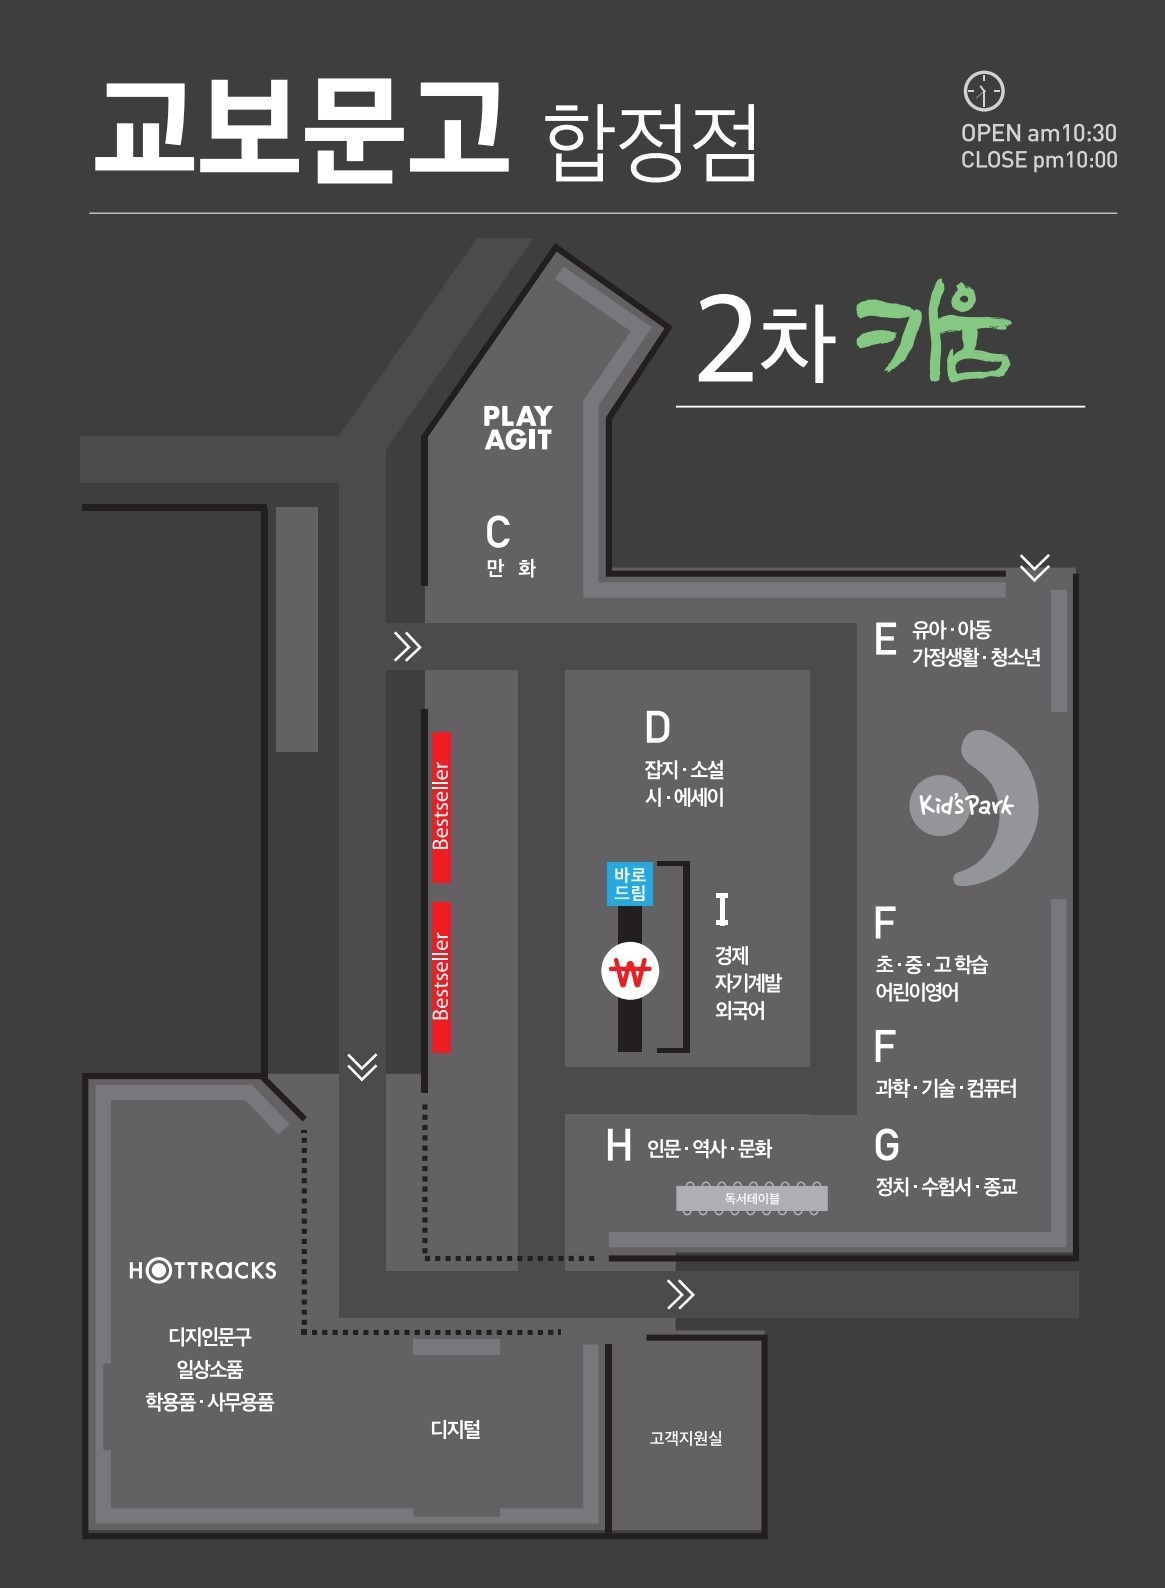 교보문고 합정점
OPEN am10:30
CLOSE pm10:00
2차 키움
PLAY
AGIT
C
만 화
E 유아·아동
가정생활·청소년
D
잡지·소설
시·에세이
Kid's Park
Bestseller
Bestseller
바로
드림
₩
I
경제
자기계발
외국어
F
초·중·고 학습
어린이영어
F
과학·기술·컴퓨터
H 인문·역사·문화
독서테이블
G
정치·수험서·종교
HOTTRACKS
디지인문구
일상소품
학용품·사무용품
디지털
고객지원실